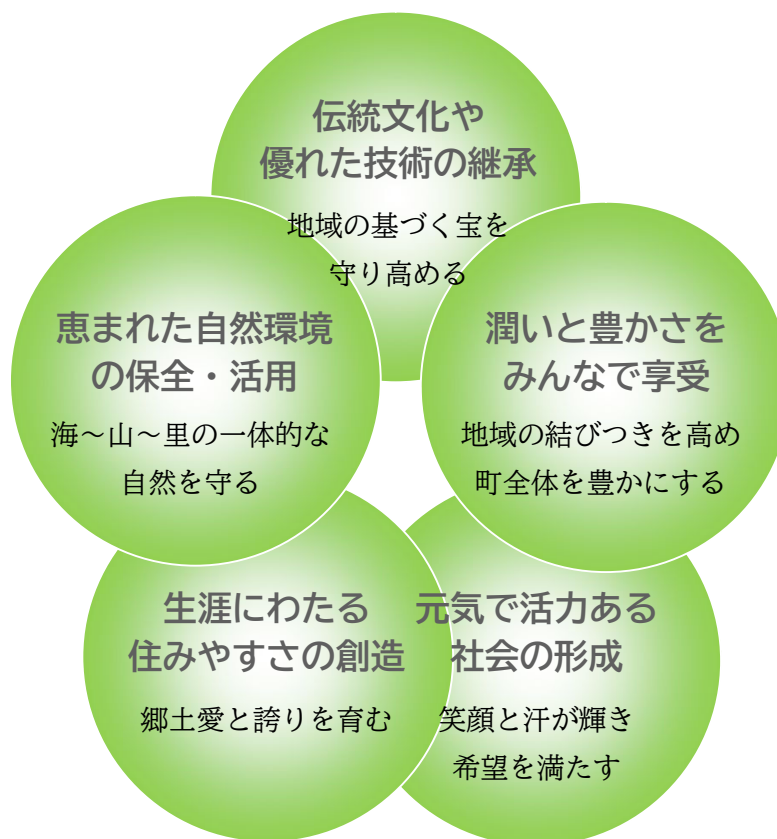 伝統文化や
優れた技術の継承
地域の基づく宝を
守り高める
恵まれた自然環境
の保全・活用
海〜山〜里の一体的な
自然を守る
潤いと豊かさを
みんなで享受
地域の結びつきを高め
町全体を豊かにする
生涯にわたる
住みやすさの創造
郷土愛と誇りを育む
元気で活力ある
社会の形成
笑顔と汗が輝き
希望を満たす